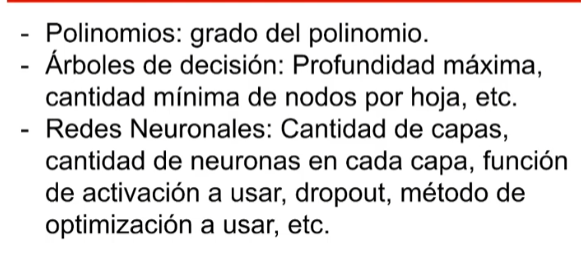 - Polinomios: grado del polinomio.
- Árboles de decisión: Profundidad máxima,
cantidad mínima de nodos por hoja, etc.
- Redes Neuronales: Cantidad de capas,
cantidad de neuronas en cada capa, función
de activación a usar, dropout, método de
optimización a usar, etc.